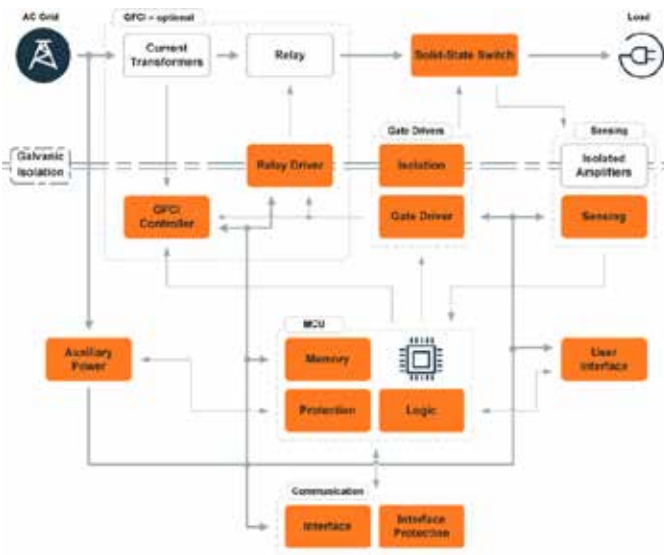 AC Grid
GFCI - optional
Load
Current
Transformers
Relay
Solid-State Switch
Gate Drivers
Sensing
Galvanic
Isolation
Relay Driver
Isolation
Isolated
Amplifiers
GFCI
Controller
Gate Driver
Sensing
MCU
Auxiliary
Power
Memory
User
Interface
Protection
Logic
Communication
Interface
Interface
Protection